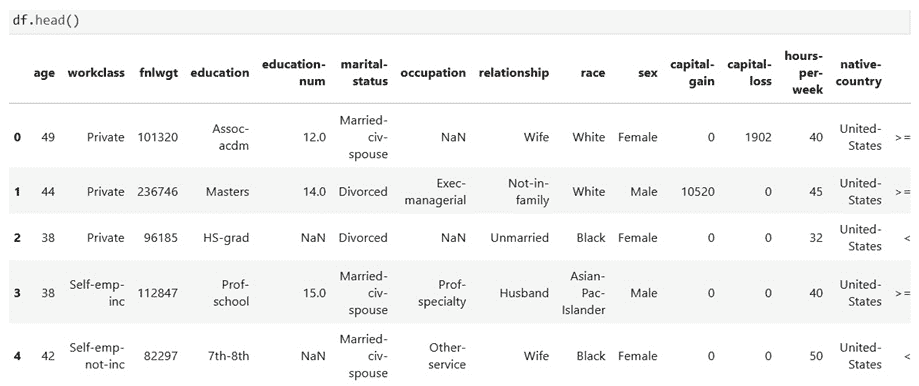 df.head()
age workclass fnlwgt education education-num marital-status occupation relationship race sex capital-gain capital-loss hours-per-week native-country
0 49 Private 101320 Assoc-acdm 12.0 Married-civ-spouse NaN Wife White Female 0 1902 40 United-States >=
1 44 Private 236746 Masters 14.0 Divorced Exec-managerial Not-in-family White Male 10520 0 45 United-States >=
2 38 Private 96185 HS-grad NaN Divorced NaN Unmarried Black Female 0 0 32 United-States <
3 38 Self-emp-inc 112847 Prof-school 15.0 Married-civ-spouse Prof-specialty Husband Asian-Pac-Islander Male 0 0 40 United-States >=
4 42 Self-emp-not-inc 82297 7th-8th NaN Married-civ-spouse Other-service Wife Black Female 0 0 50 United-States <